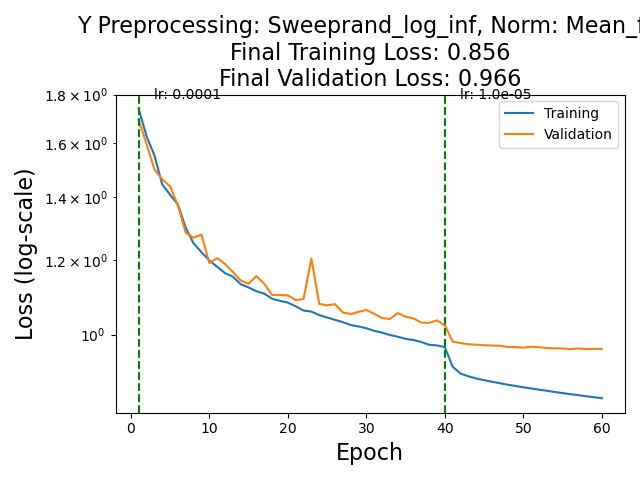 Y Preprocessing: Sweeprand_log_inf, Norm: Mean_f
Final Training Loss: 0.856
Final Validation Loss: 0.966
lr: 0.0001
lr: 1.0e-05
Training
Validation
1.8 × 10⁰
1.6 × 10⁰
1.4 × 10⁰
1.2 × 10⁰
10⁰
Loss (log-scale)
0 10 20 30 40 50 60
Epoch